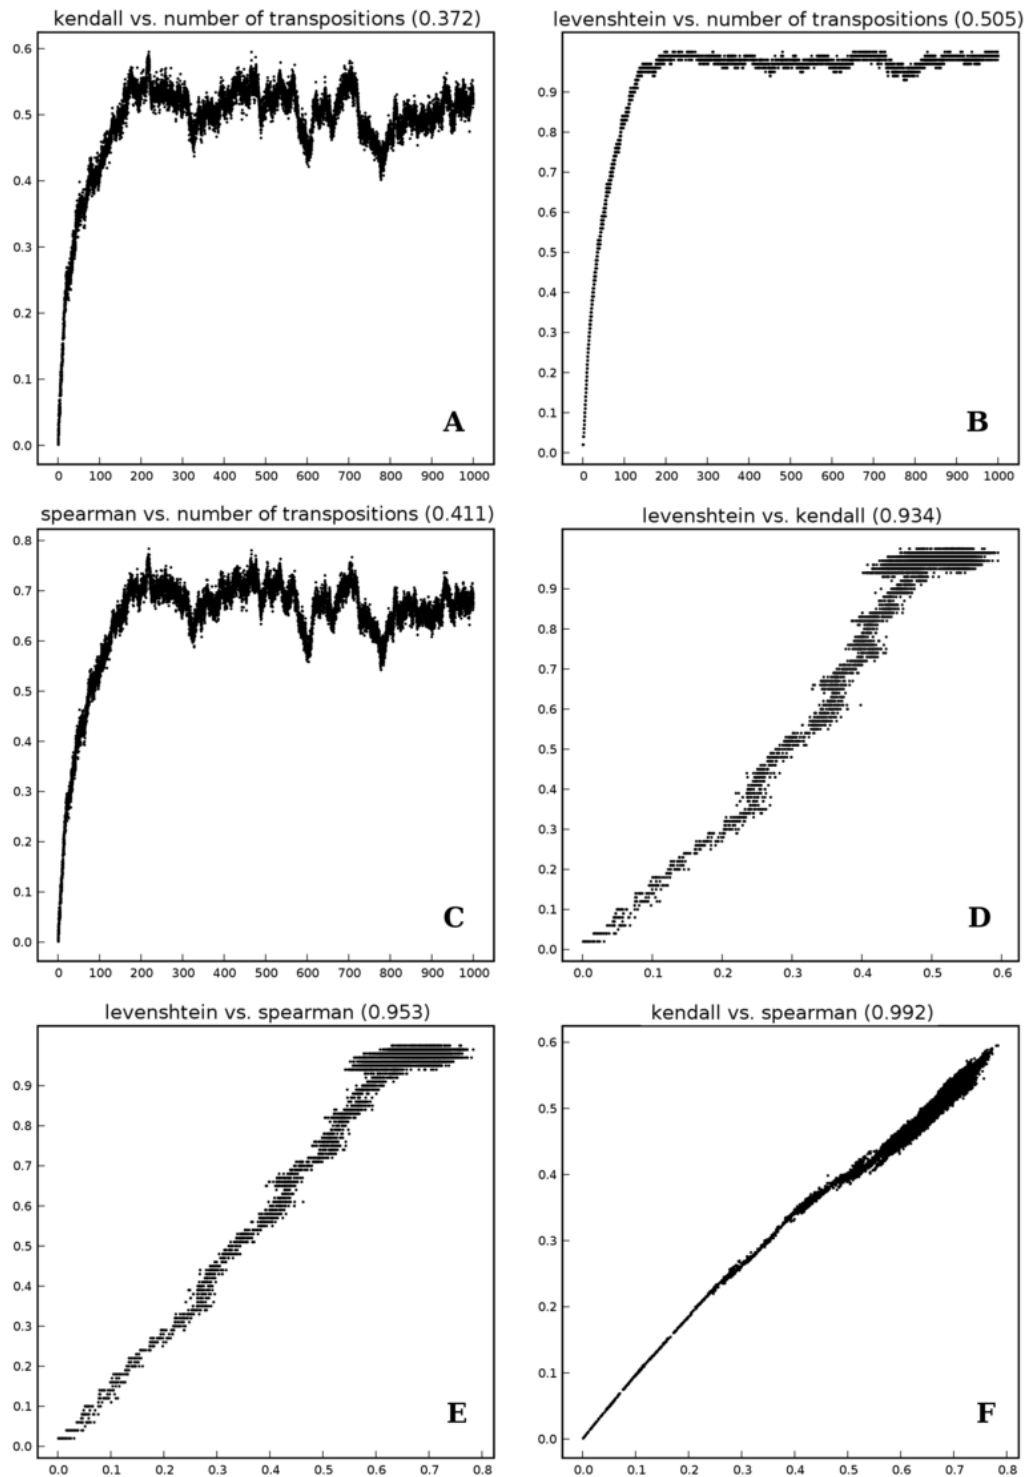 kendall vs. number of transpositions (0.372)
0.6
0.5
0.4
0.3
0.2
0.1
0.0
0 100 200 300 400 500 600 700 800 900 1000
A
levenshtein vs. number of transpositions (0.505)
0.9
0.8
0.7
0.6
0.5
0.4
0.3
0.2
0.1
0.0
0 100 200 300 400 500 600 700 800 900 1000
B
spearman vs. number of transpositions (0.411)
0.8
0.7
0.6
0.5
0.4
0.3
0.2
0.1
0.0
0 100 200 300 400 500 600 700 800 900 1000
C
levenshtein vs. kendall (0.934)
0.9
0.8
0.7
0.6
0.5
0.4
0.3
0.2
0.1
0.0
0.0 0.1 0.2 0.3 0.4 0.5 0.6
D
levenshtein vs. spearman (0.953)
0.9
0.8
0.7
0.6
0.5
0.4
0.3
0.2
0.1
0.0
0.0 0.1 0.2 0.3 0.4 0.5 0.6 0.7 0.8
E
kendall vs. spearman (0.992)
0.6
0.5
0.4
0.3
0.2
0.1
0.0
0.0 0.1 0.2 0.3 0.4 0.5 0.6 0.7 0.8
F